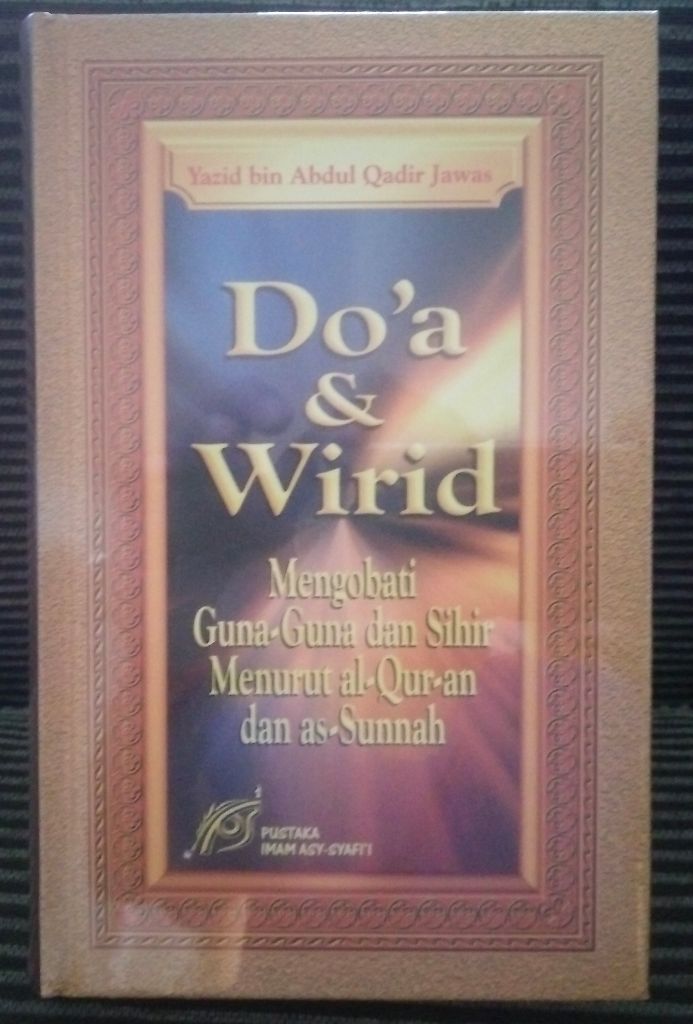 Yazid bin Abdul Qadir Jawas
Do'a
&
Wirid
Mengobati
Guna-Guna dan Sihir
Menurut al-Qur-an
dan as-Sunnah
PUSTAKA
IMAM ASY-SYAFI'I